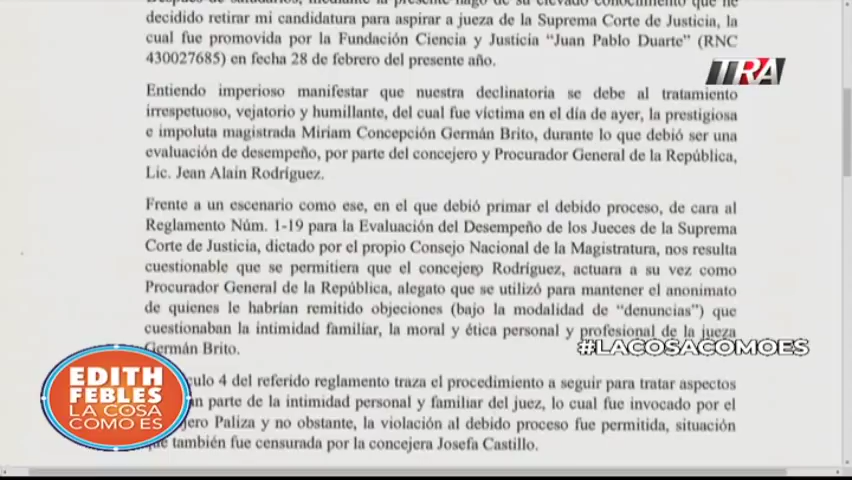 Después de saludarles, mediante la presente hago de su elevado conocimiento que he
decidido retirar mi candidatura para aspirar a jueza de la Suprema Corte de Justicia, la
cual fue promovida por la Fundación Ciencia y Justicia “Juan Pablo Duarte” (RNC
430027685) en fecha 28 de febrero del presente año.
TRA
Entiendo imperioso manifestar que nuestra declinatoria se debe al tratamiento
irrespetuoso, vejatorio y humillante, del cual fue víctima en el día de ayer, la prestigiosa
e impoluta magistrada Miriam Concepción Germán Brito, durante lo que debió ser una
evaluación de desempeño, por parte del concejero y Procurador General de la República,
Lic. Jean Alain Rodríguez.
Frente a un escenario como ese, en el que debió primar el debido proceso, de cara al
Reglamento Núm. 1-19 para la Evaluación del Desempeño de los Jueces de la Suprema
Corte de Justicia, dictado por el propio Consejo Nacional de la Magistratura, nos resulta
cuestionable que se permitiera que el concejero Rodríguez, actuara a su vez como
Procurador General de la República, alegato que se utilizó para mantener el anonimato
de quienes le habrían remitido objeciones (bajo la modalidad de “denuncias”) que
cuestionaban la intimidad familiar, la moral y ética personal y profesional de la jueza
Germán Brito.
#LACOSACOMOES
4 del referido reglamento traza el procedimiento a seguir para tratar aspectos
parte de la intimidad personal y familiar del juez, lo cual fue invocado por el
Paliza y no obstante, la violación al debido proceso fue permitida, situación
que también fue censurada por la concejera Josefa Castillo.
EDITH
FEBLES
LA COSA
COMO ES